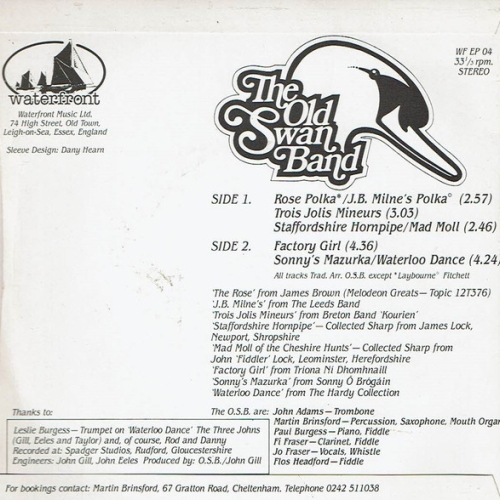 waterfront
Waterfront Music Ltd.
74 High Street, Old Town,
Leigh-on-Sea, Essex, England
Sleeve Design: Dany Hearn
WF EP 04
33⅓ rpm.
STEREO
The
Old
Swan
Band
SIDE 1. Rose Polka*/J.B. Milne's Polka° (2.57)
Trois Jolis Mineurs (3.03)
Staffordshire Hornpipe/Mad Moll (2.46)
SIDE 2. Factory Girl (4.36)
Sonny's Mazurka/Waterloo Dance (4.24)
All tracks Trad. Arr. O.S.B. except *Laybourne ° Fitchett
'The Rose' from James Brown (Melodeon Greats — Topic 12T376)
'J.B. Milne's' from The Leeds Band
'Trois Jolis Mineurs' from Breton Band 'Kourien'
'Staffordshire Hornpipe' — Collected Sharp from James Lock,
Newport, Shropshire
'Mad Moll of the Cheshire Hunts' — Collected Sharp from
John 'Fiddler' Lock, Leominster, Herefordshire
'Factory Girl' from Triona Ni Dhomhnaill
'Sonny's Mazurka' from Sonny Ó Brógáin
'Waterloo Dance' from The Hardy Collection
Thanks to:
Leslie Burgess — Trumpet on 'Waterloo Dance' The Three Johns
(Gill, Eeles and Taylor) and, of course, Rod and Danny
Recorded at: Spadger Studios, Rudford, Gloucestershire
Engineers: John Gill, John Eeles Produced by: O.S.B./John Gill
The O.S.B. are: John Adams — Trombone
Martin Brinsford — Percussion, Saxophone, Mouth Organ
Paul Burgess — Piano, Fiddle
Fi Fraser — Clarinet, Fiddle
Jo Fraser — Vocals, Whistle
Flos Headford — Fiddle
For bookings contact: Martin Brinsford, 67 Gratton Road, Cheltenham, Telephone 0242 511038